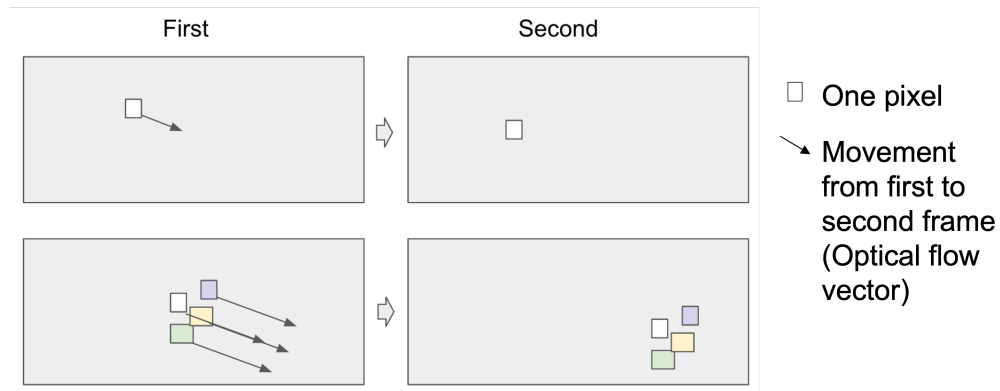 First
Second
One pixel
Movement
from first to
second frame
(Optical flow
vector)